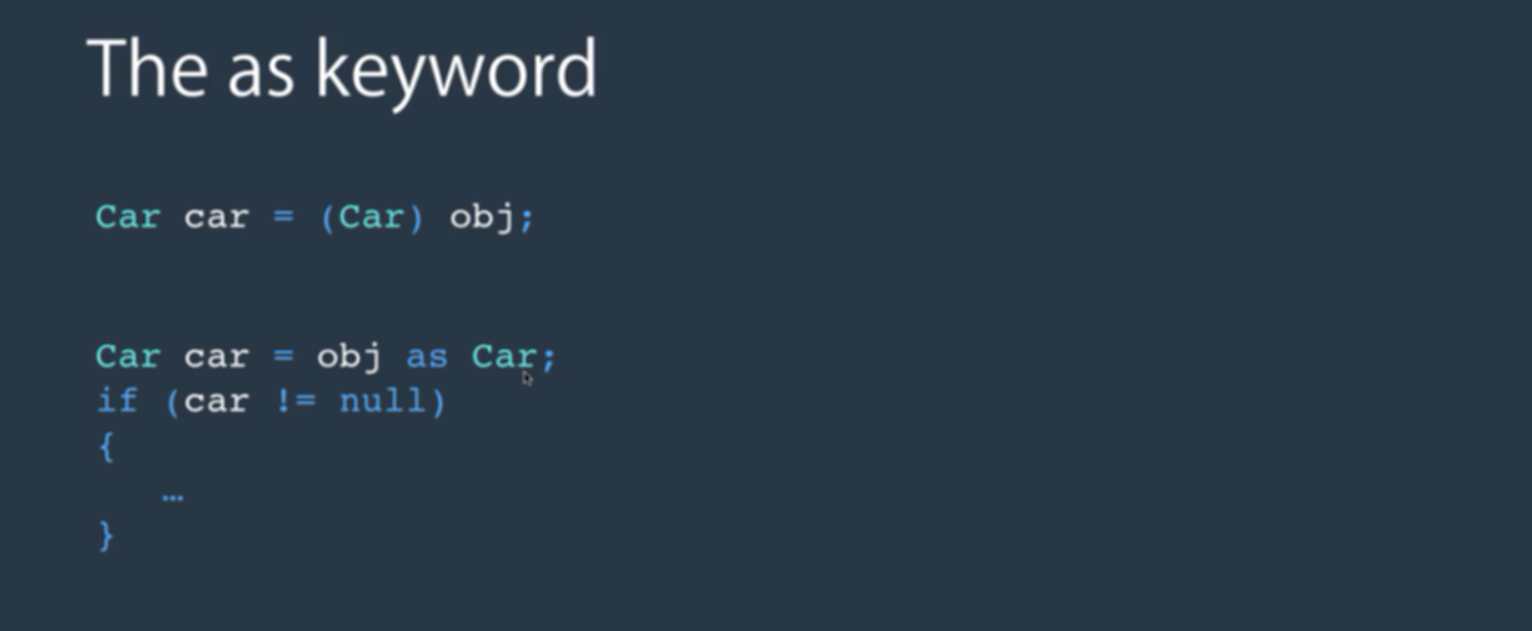 The as keyword
Car car = (Car) obj;
Car car = obj as Car;
if (car != null)
{
…
}